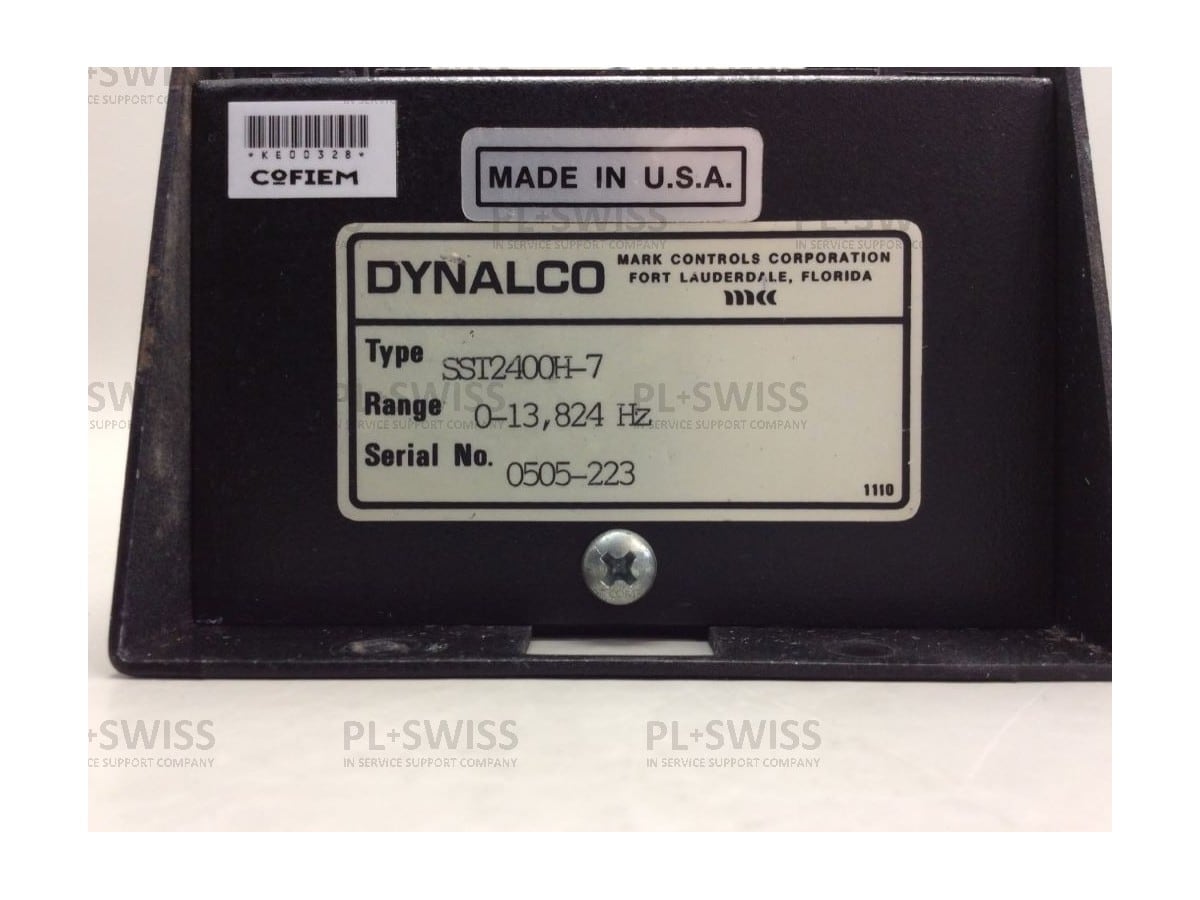 *KE00328*
COFIEM
MADE IN U.S.A.
DYNALCO
MARK CONTROLS CORPORATION
FORT LAUDERDALE, FLORIDA
mcc
Type SST2400H-7
Range 0-13,824 Hz
Serial No. 0505-223
1110
PL+SWISS
IN SERVICE SUPPORT COMPANY
PL+SWISS
IN SERVICE SUPPORT COMPANY
PL+SWISS
IN SERVICE SUPPORT COMPANY
PL+SWISS
IN SERVICE SUPPORT COMPANY